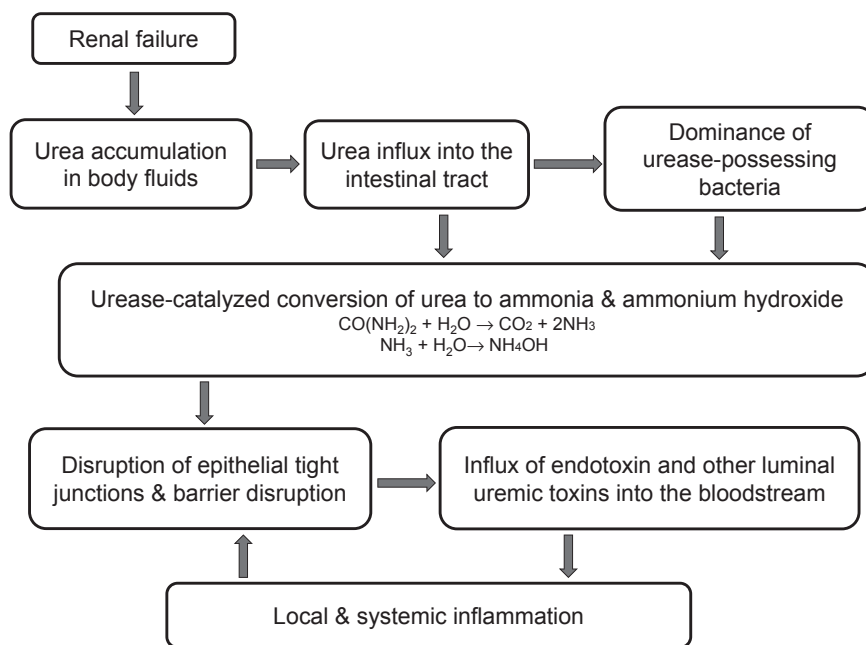 Renal failure
Urea accumulation
in body fluids
Urea influx into the
intestinal tract
Dominance of
urease-possessing
bacteria
Urease-catalyzed conversion of urea to ammonia & ammonium hydroxide
CO(NH₂)₂ + H₂O → CO₂ + 2NH₃
NH₃ + H₂O→ NH₄OH
Disruption of epithelial tight
junctions & barrier disruption
Influx of endotoxin and other luminal
uremic toxins into the bloodstream
Local & systemic inflammation